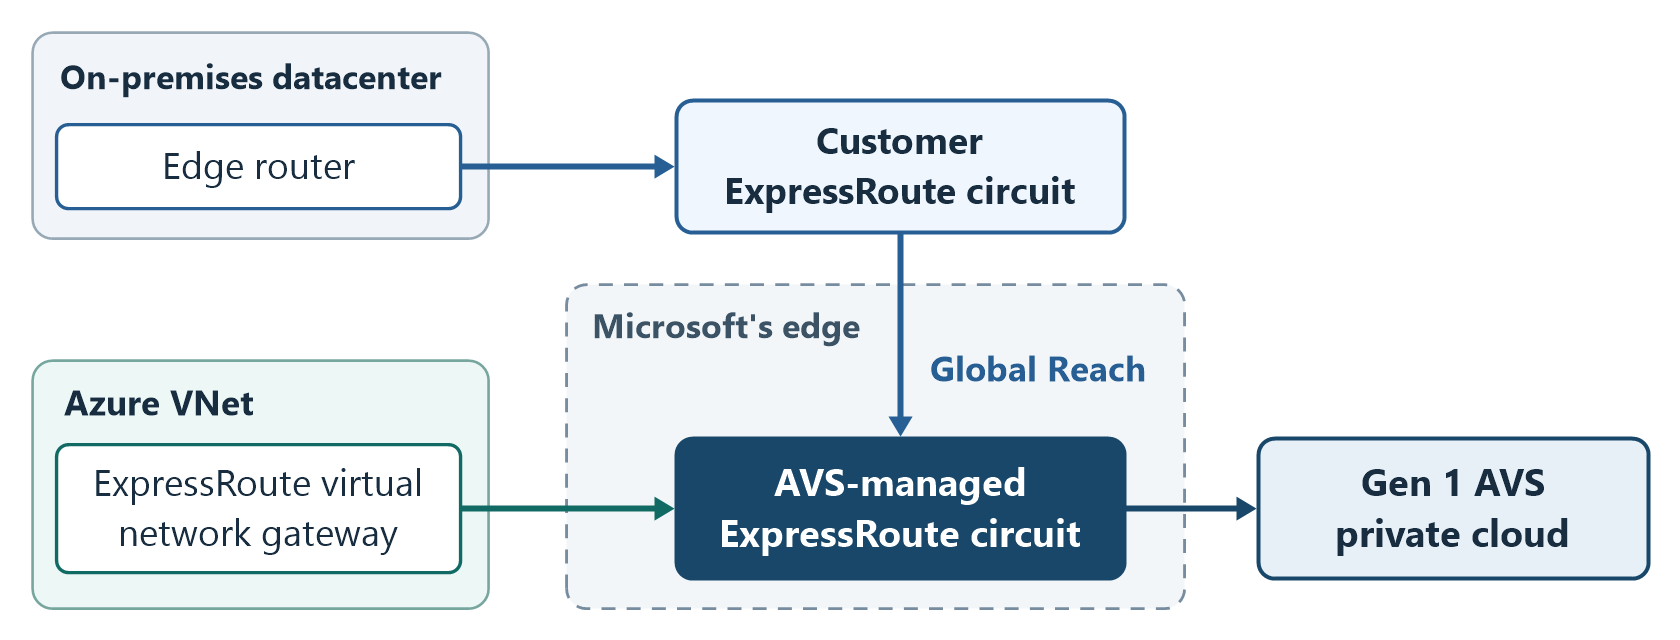 On-premises datacenter
Edge router
Customer
ExpressRoute circuit
Microsoft's edge
Global Reach
Azure VNet
ExpressRoute virtual
network gateway
AVS-managed
ExpressRoute circuit
Gen 1 AVS
private cloud